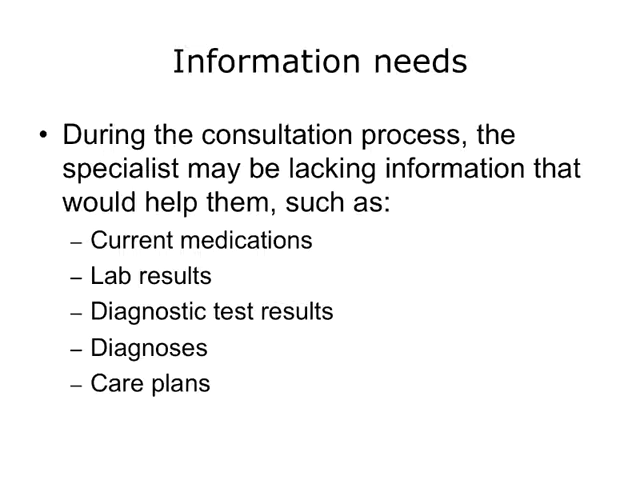 Information needs
• During the consultation process, the
specialist may be lacking information that
would help them, such as:
– Current medications
– Lab results
– Diagnostic test results
– Diagnoses
– Care plans